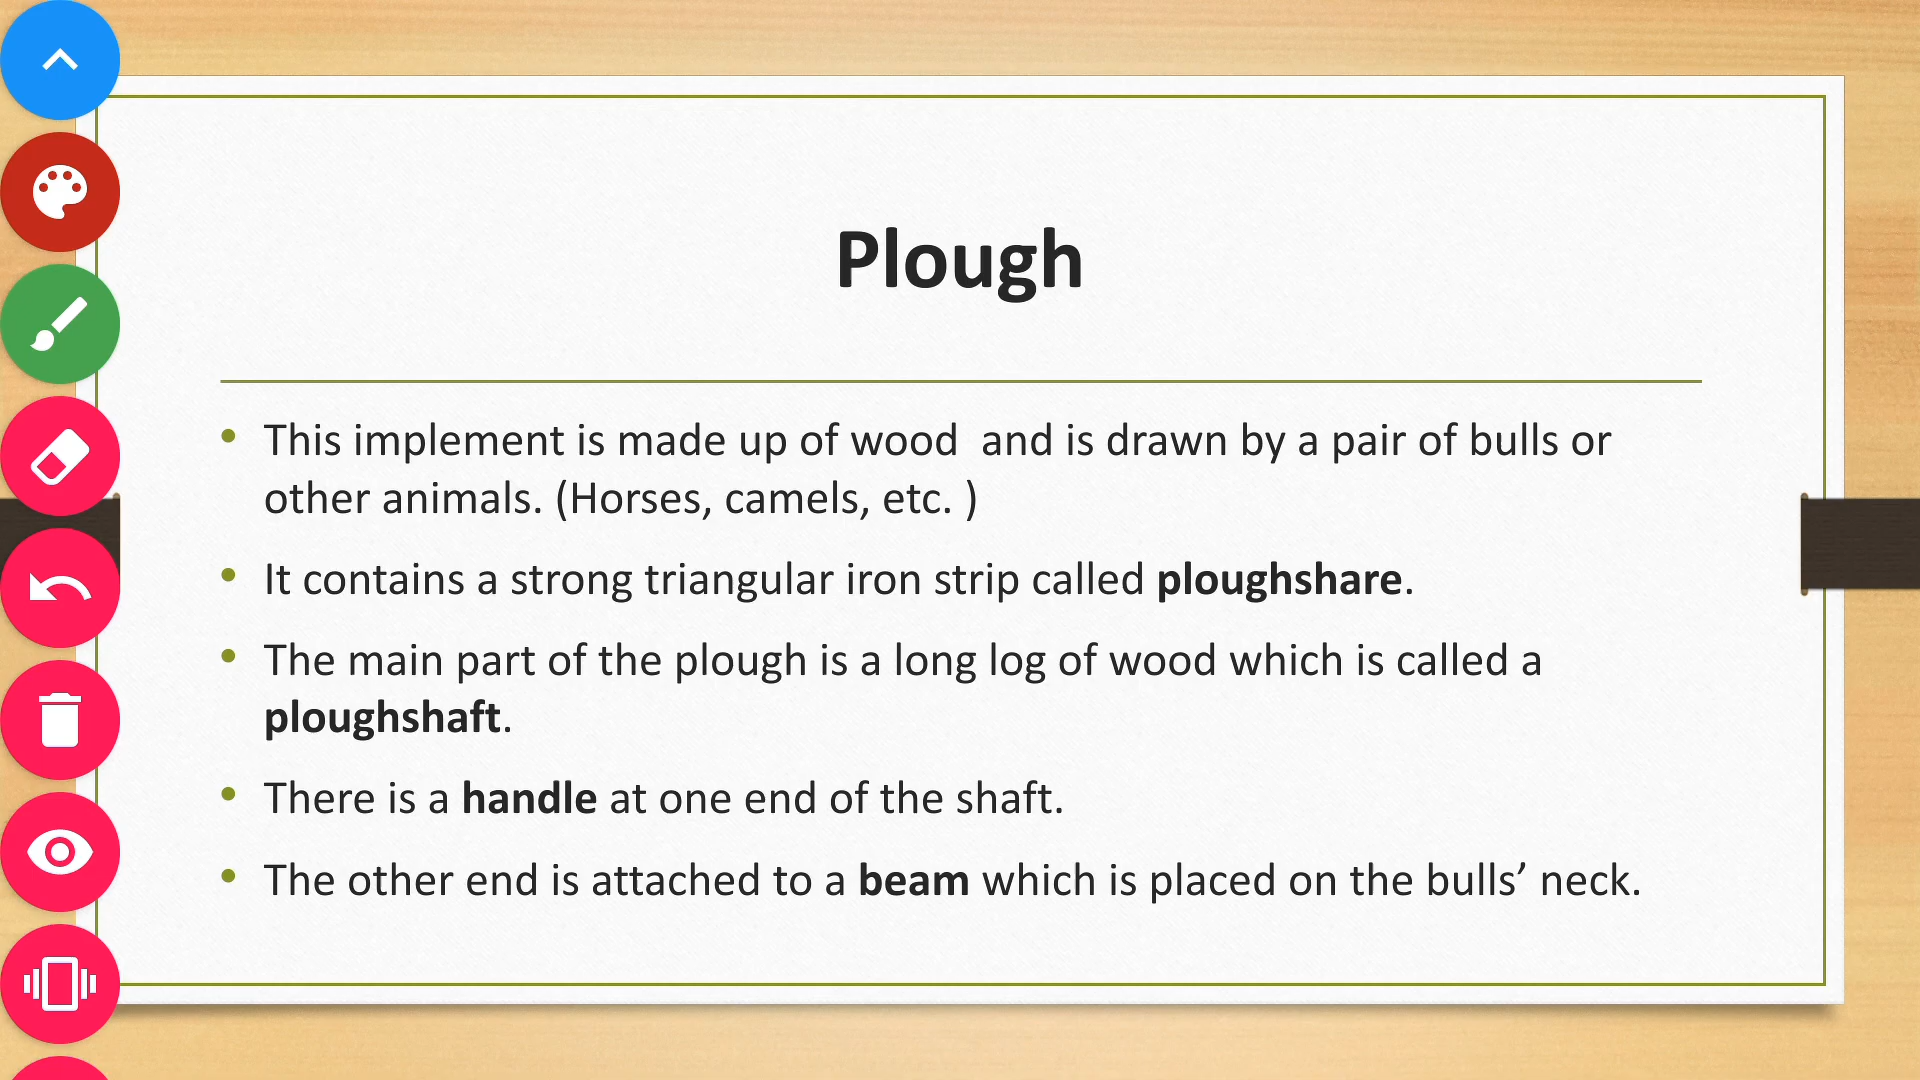 Plough
• This implement is made up of wood  and is drawn by a pair of bulls or
other animals. (Horses, camels, etc. )
• It contains a strong triangular iron strip called ploughshare.
• The main part of the plough is a long log of wood which is called a
ploughshaft.
• There is a handle at one end of the shaft.
• The other end is attached to a beam which is placed on the bulls’ neck.